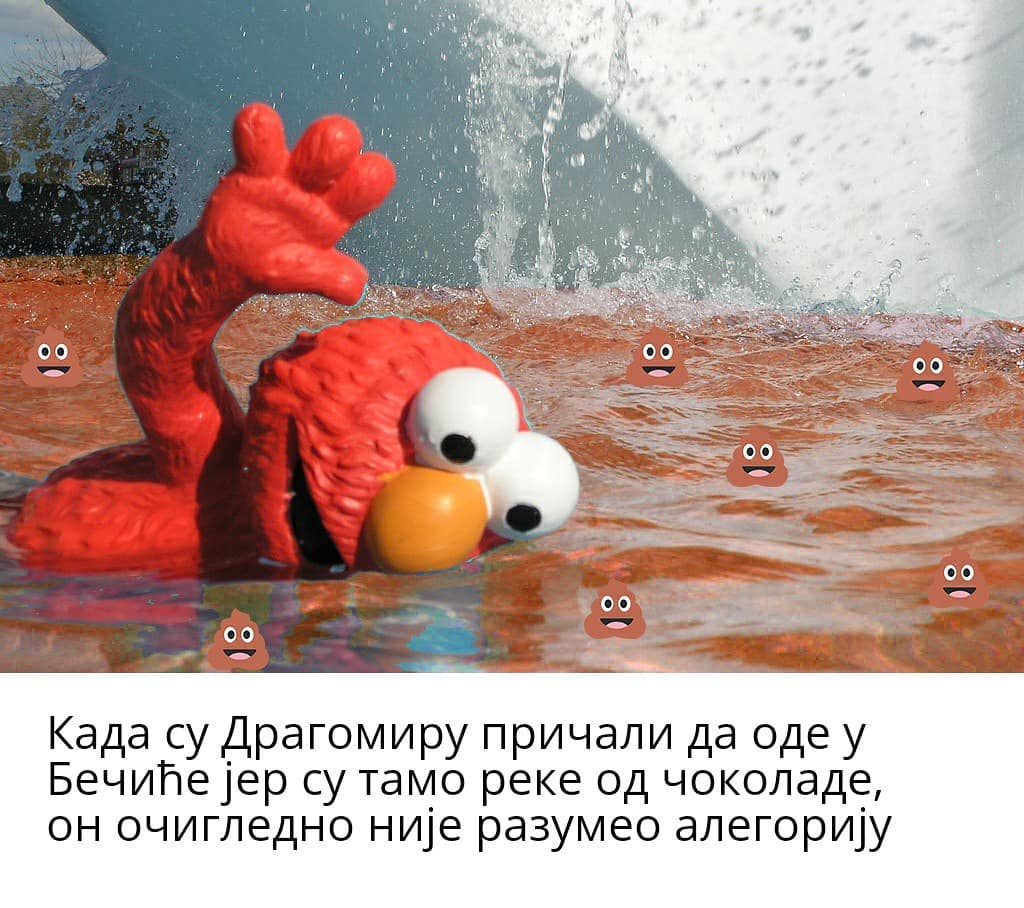 Када су Драгомиру причали да оде у
Бечиће јер су тамо реке од чоколаде,
он очигледно није разумео алегорију